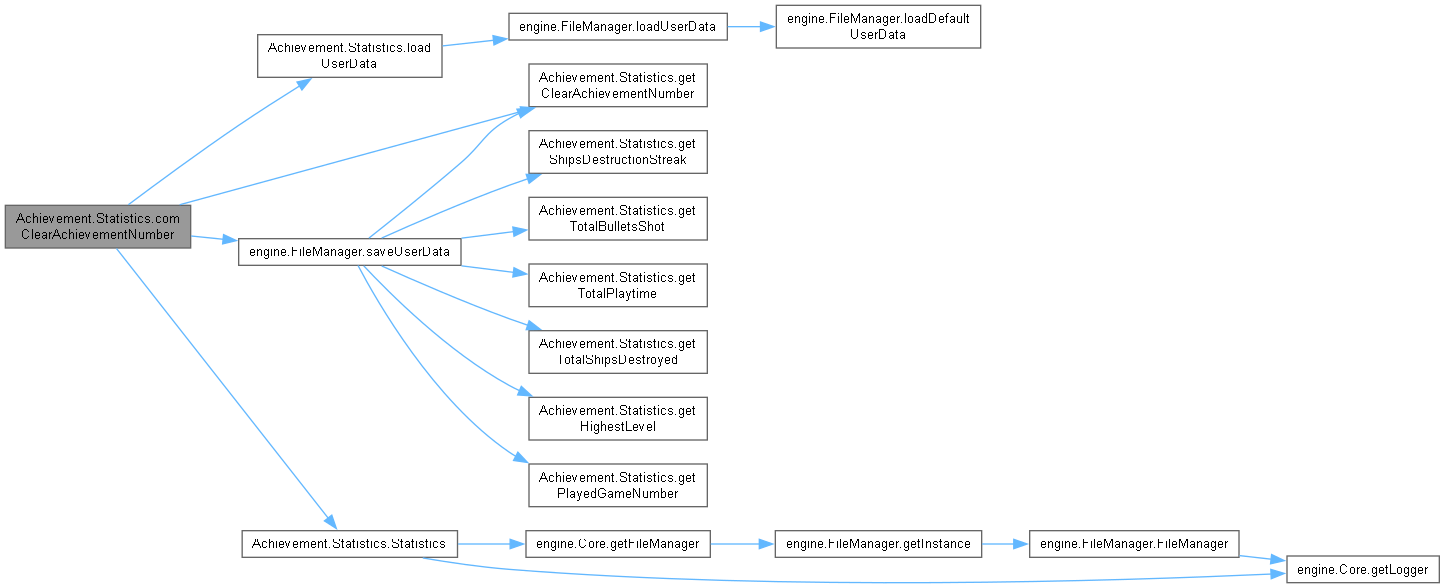 engine.FileManager.loadDefault
UserData
engine.FileManager.loadUserData
Achievement.Statistics.load
UserData
Achievement.Statistics.get
ClearAchievementNumber
Achievement.Statistics.get
ShipsDestructionStreak
Achievement.Statistics.com
ClearAchievementNumber
Achievement.Statistics.get
TotalBulletsShot
engine.FileManager.saveUserData
Achievement.Statistics.get
TotalPlaytime
Achievement.Statistics.get
TotalShipsDestroyed
Achievement.Statistics.get
HighestLevel
Achievement.Statistics.get
PlayedGameNumber
Achievement.Statistics.Statistics
engine.Core.getFileManager
engine.FileManager.getInstance
engine.FileManager.FileManager
engine.Core.getLogger